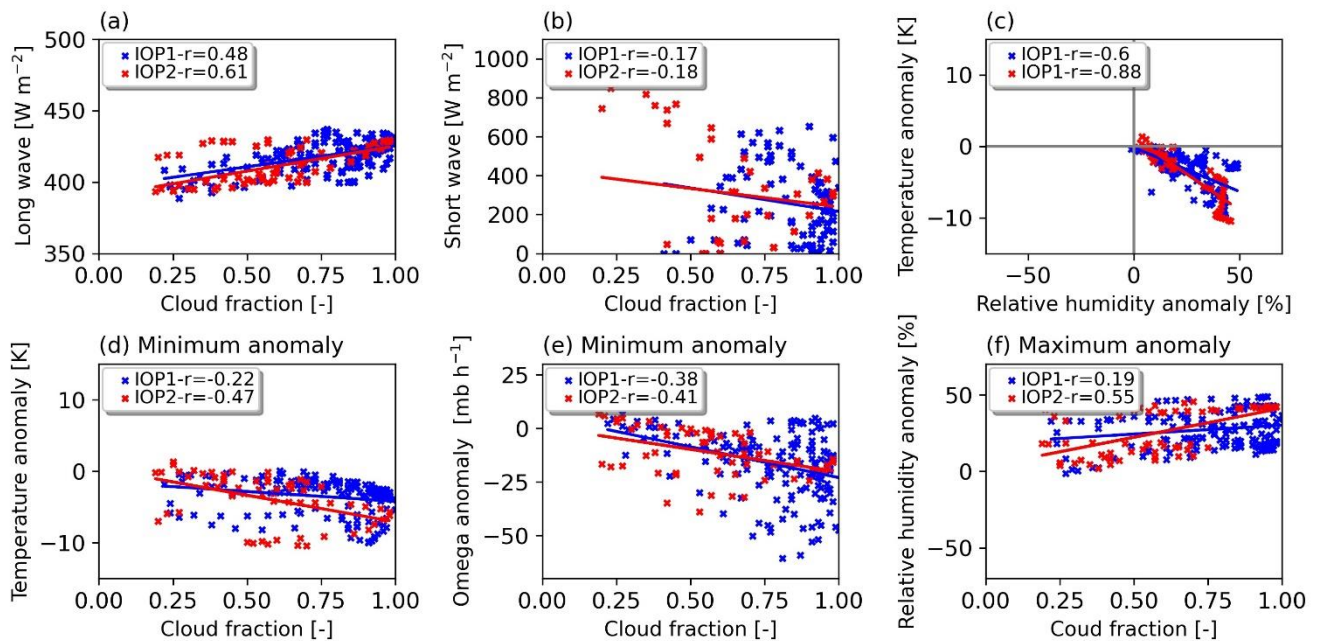 (a)
500
450
400
350
Long wave [W m−2]
IOP1-r=0.48
IOP2-r=0.61
0.00 0.25 0.50 0.75 1.00
Cloud fraction [-]
(b)
1000
800
600
400
200
0
Short wave [W m−2]
IOP1-r=-0.17
IOP2-r=-0.18
0.00 0.25 0.50 0.75 1.00
Cloud fraction [-]
(c)
10
0
−10
Temperature anomaly [K]
IOP1-r=-0.6
IOP1-r=-0.88
−50 0 50
Relative humidity anomaly [%]
(d) Minimum anomaly
10
0
−10
Temperature anomaly [K]
IOP1-r=-0.22
IOP2-r=-0.47
0.00 0.25 0.50 0.75 1.00
Cloud fraction [-]
(e) Minimum anomaly
25
0
−25
−50
Omega anomaly [mb h−1]
IOP1-r=-0.38
IOP2-r=-0.41
0.00 0.25 0.50 0.75 1.00
Cloud fraction [-]
(f) Maximum anomaly
50
0
−50
Relative humidity anomaly [%]
IOP1-r=0.19
IOP2-r=0.55
0.00 0.25 0.50 0.75 1.00
Coud fraction [-]